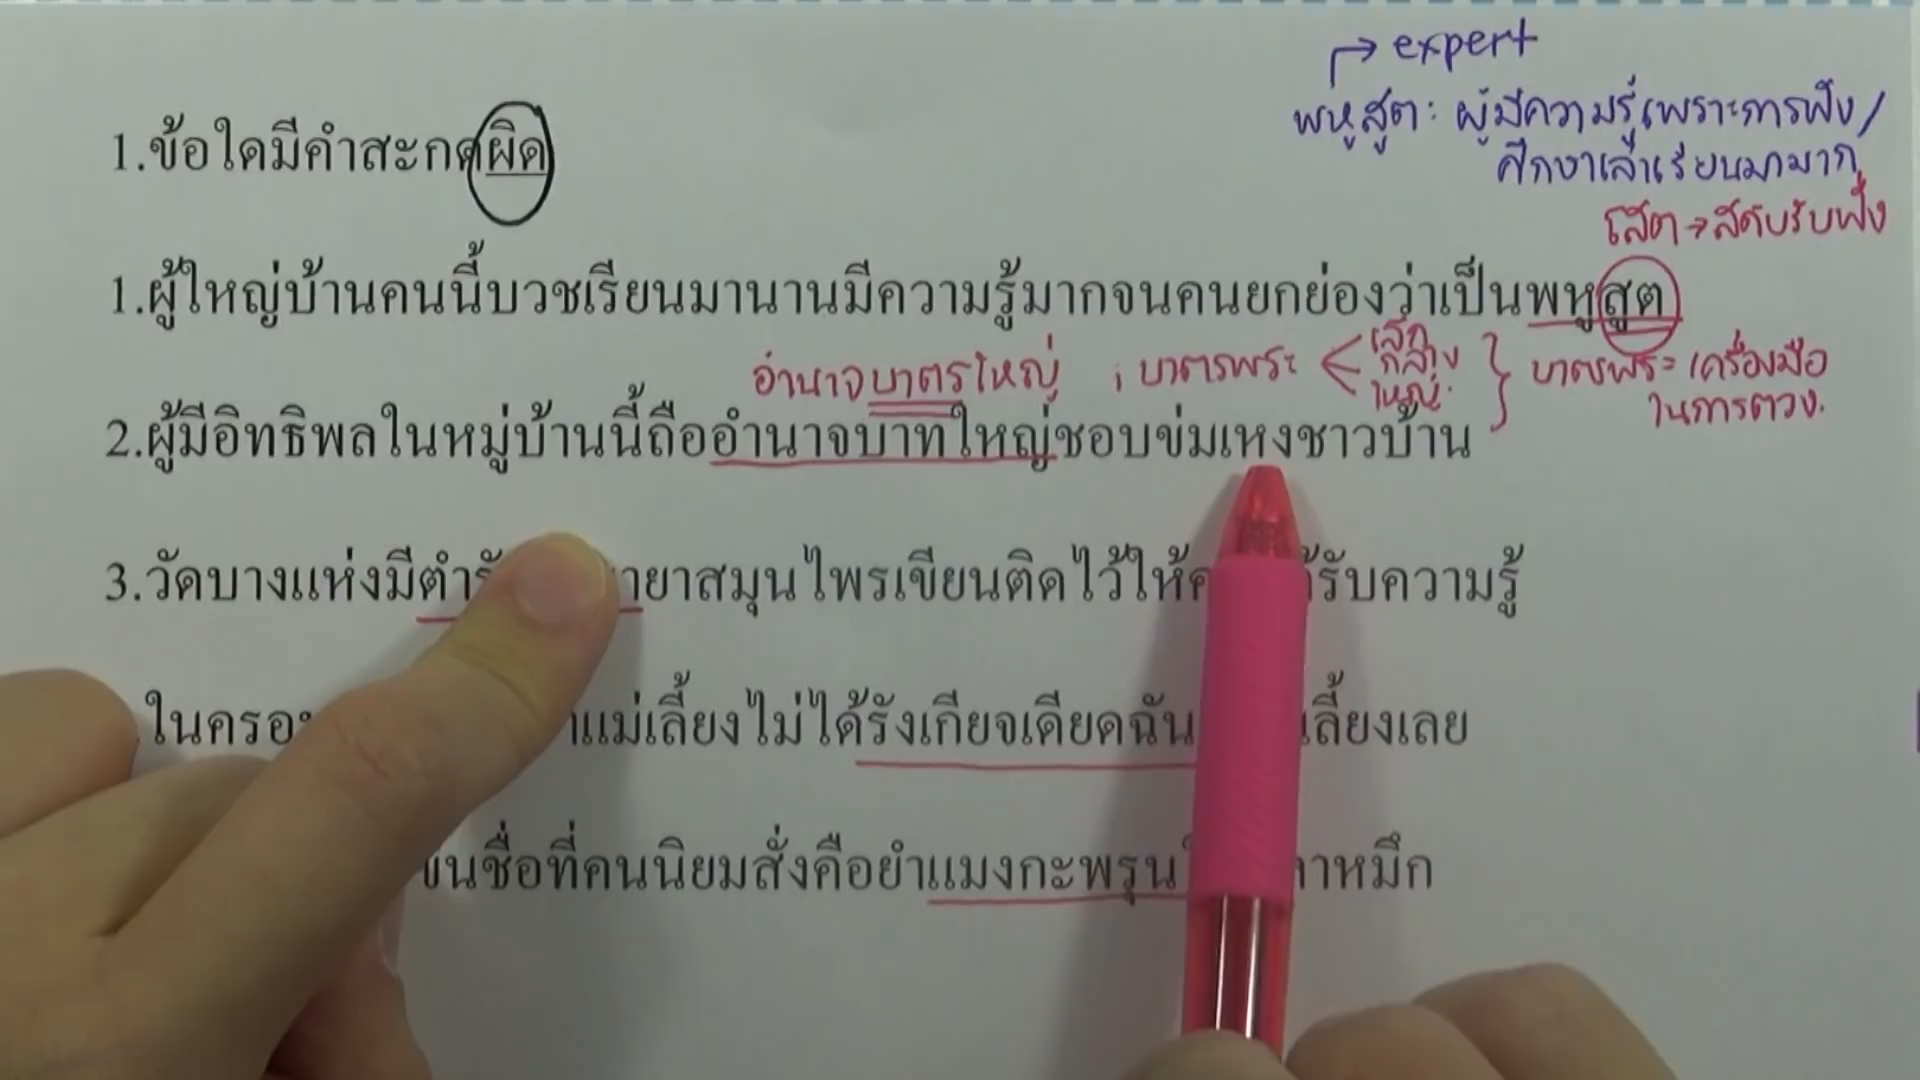 expert
พหูสูต: ผู้มีความรู้เพราะการฟัง/
ศึกษาเล่าเรียนมามาก
โสต→สดับรับฟัง
1.ข้อใดมีคำสะกดผิด
1.ผู้ใหญ่บ้านคนนี้บวชเรียนมานานมีความรู้มากจนคนยกย่องว่าเป็นพหูสูต
อำนาจบาตรใหญ่ ; บาตรพระ < เล็ก กลาง ใหญ่ } บาตรพระ เครื่องมือ
ในการตวง.
2.ผู้มีอิทธิพลในหมู่บ้านนี้ถืออำนาจบาทใหญ่ชอบข่มเหงชาวบ้าน
3.วัดบางแห่งมีตำรั ยาสมุนไพรเขียนติดไว้ให้ค รับความรู้
ในครอ แม่เลี้ยงไม่ได้รังเกียจเดียดฉัน เลี้ยงเลย
ขึ้นชื่อที่คนนิยมสั่งคือยำแมงกะพรุน หมึก